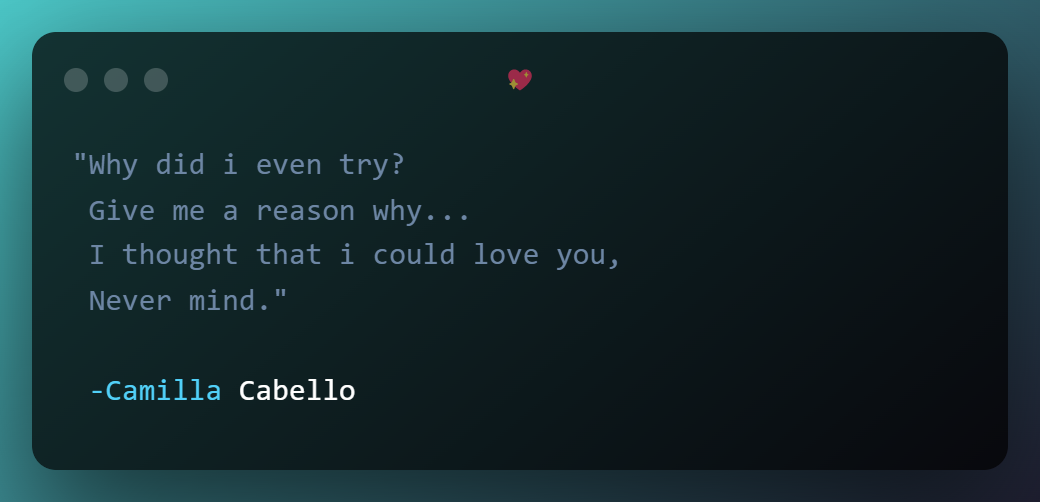 "Why did i even try?
Give me a reason why...
I thought that i could love you,
Never mind."
-Camilla Cabello